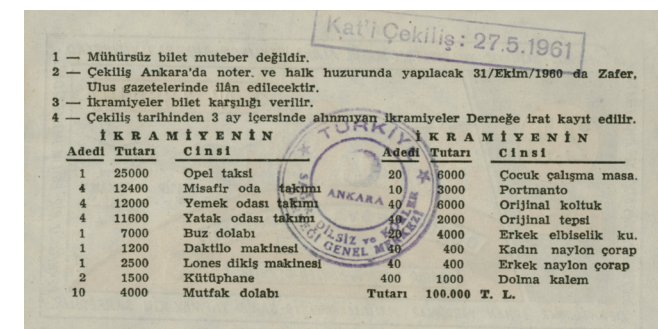 Kat'i Çekiliş: 27.5.1961
1 — Mühürsüz bilet muteber değildir.
2 — Çekiliş Ankara'da noter. ve halk huzurunda yapılacak 31/Ekim/1960 da Zafer,
Ulus gazetelerinde ilân edilecektir.
3 — İkramiyeler bilet karşılığı verilir.
4 — Çekiliş tarihinden 3 ay içersinde alınmıyan ikramiyeler Derneğe irat kayıt edilir.
İKRAMİYENİN İKRAMİYENİN
Adedi Tutarı Cinsi Adedi Tutarı Cinsi
1 25000 Opel taksi 20 6000 Çocuk çalışma masa.
4 12400 Misafir oda takımı 10 3000 Portmanto
4 12000 Yemek odası takımı 40 6000 Orijinal koltuk
4 11600 Yatak odası takımı 40 2000 Orijinal tepsi
1 7000 Buz dolabı 20 4000 Erkek elbiselik ku.
1 1200 Daktilo makinesi 40 400 Kadın naylon çorap
1 2500 Lones dikiş makinesi 40 400 Erkek naylon çorap
2 1500 Kütüphane 400 1000 Dolma kalem
10 4000 Mutfak dolabı Tutarı 100.000 T. L.
TÜRKİYE
ANKARA
DİLSİZ ve
GENEL MERKEZİ